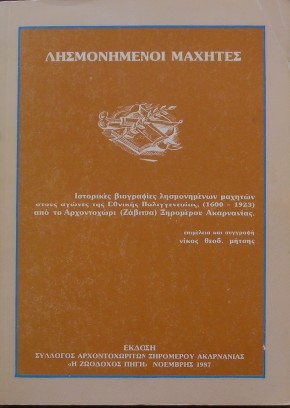 ΛΗΣΜΟΝΗΜΕΝΟΙ ΜΑΧΗΤΕΣ
Ιστορικές βιογραφίες λησμονημένων μαχητών
στους αγώνες της Εθνικής Παλιγγενεσίας, (1600 - 1923)
από το Αρχοντοχώρι (Ζάβιτσα) Ξηρομέρου Ακαρνανίας.
επιμέλεια και συγγραφή
νίκος θεοδ. μήτσης
ΕΚΔΟΣΗ
ΣΥΛΛΟΓΟΣ ΑΡΧΟΝΤΟΧΩΡΙΤΩΝ ΞΗΡΟΜΕΡΟΥ ΑΚΑΡΝΑΝΙΑΣ
«Η ΖΩΟΔΟΧΟΣ ΠΗΓΗ» ΝΟΕΜΒΡΗΣ 1987